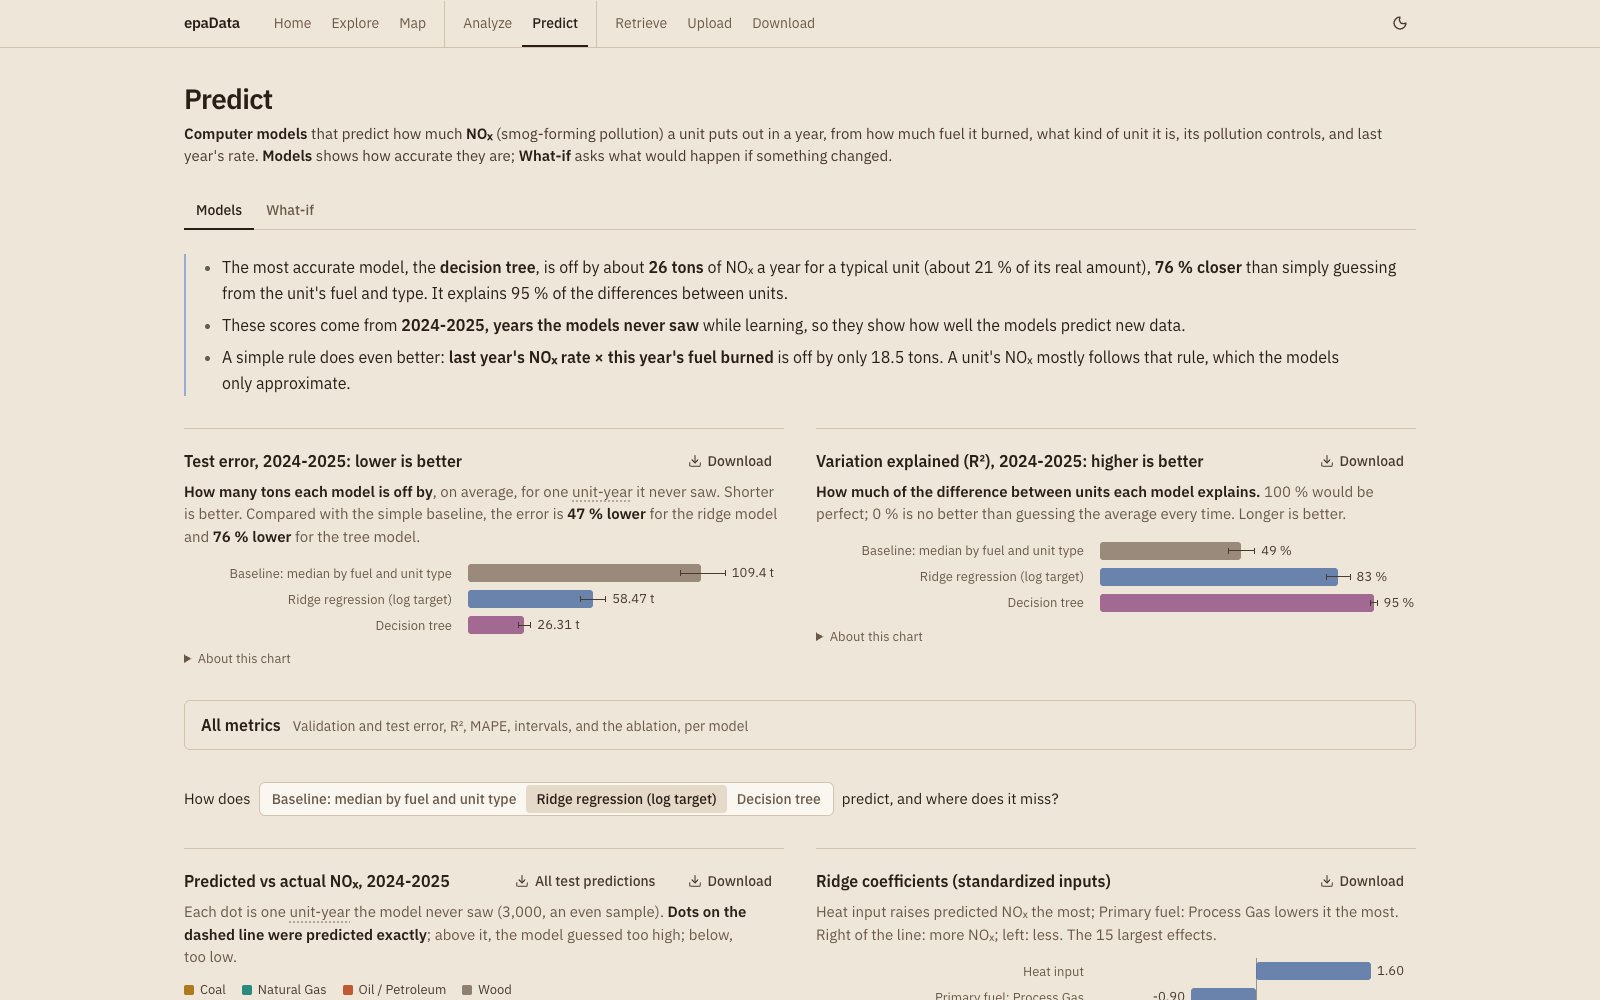 epaData Home Explore Map Analyze Predict Retrieve Upload Download
Predict
Computer models that predict how much NOₓ (smog-forming pollution) a unit puts out in a year, from how much fuel it burned, what kind of unit it is, its pollution controls, and last
year's rate. Models shows how accurate they are; What-if asks what would happen if something changed.
Models What-if
• The most accurate model, the decision tree, is off by about 26 tons of NOₓ a year for a typical unit (about 21 % of its real amount), 76 % closer than simply guessing
from the unit's fuel and type. It explains 95 % of the differences between units.
• These scores come from 2024-2025, years the models never saw while learning, so they show how well the models predict new data.
• A simple rule does even better: last year's NOₓ rate × this year's fuel burned is off by only 18.5 tons. A unit's NOₓ mostly follows that rule, which the models
only approximate.
Test error, 2024-2025: lower is better Download
How many tons each model is off by, on average, for one unit-year it never saw. Shorter
is better. Compared with the simple baseline, the error is 47 % lower for the ridge model
and 76 % lower for the tree model.
Baseline: median by fuel and unit type 109.4 t
Ridge regression (log target) 58.47 t
Decision tree 26.31 t
About this chart
Variation explained (R²), 2024-2025: higher is better Download
How much of the difference between units each model explains. 100 % would be
perfect; 0 % is no better than guessing the average every time. Longer is better.
Baseline: median by fuel and unit type 49 %
Ridge regression (log target) 83 %
Decision tree 95 %
About this chart
All metrics Validation and test error, R², MAPE, intervals, and the ablation, per model
How does Baseline: median by fuel and unit type Ridge regression (log target) Decision tree predict, and where does it miss?
Predicted vs actual NOₓ, 2024-2025 All test predictions Download
Each dot is one unit-year the model never saw (3,000, an even sample). Dots on the
dashed line were predicted exactly; above it, the model guessed too high; below,
too low.
Coal Natural Gas Oil / Petroleum Wood
Ridge coefficients (standardized inputs) Download
Heat input raises predicted NOₓ the most; Primary fuel: Process Gas lowers it the most.
Right of the line: more NOₓ; left: less. The 15 largest effects.
Heat input 1.60
Primary fuel: Process Gas -0.90